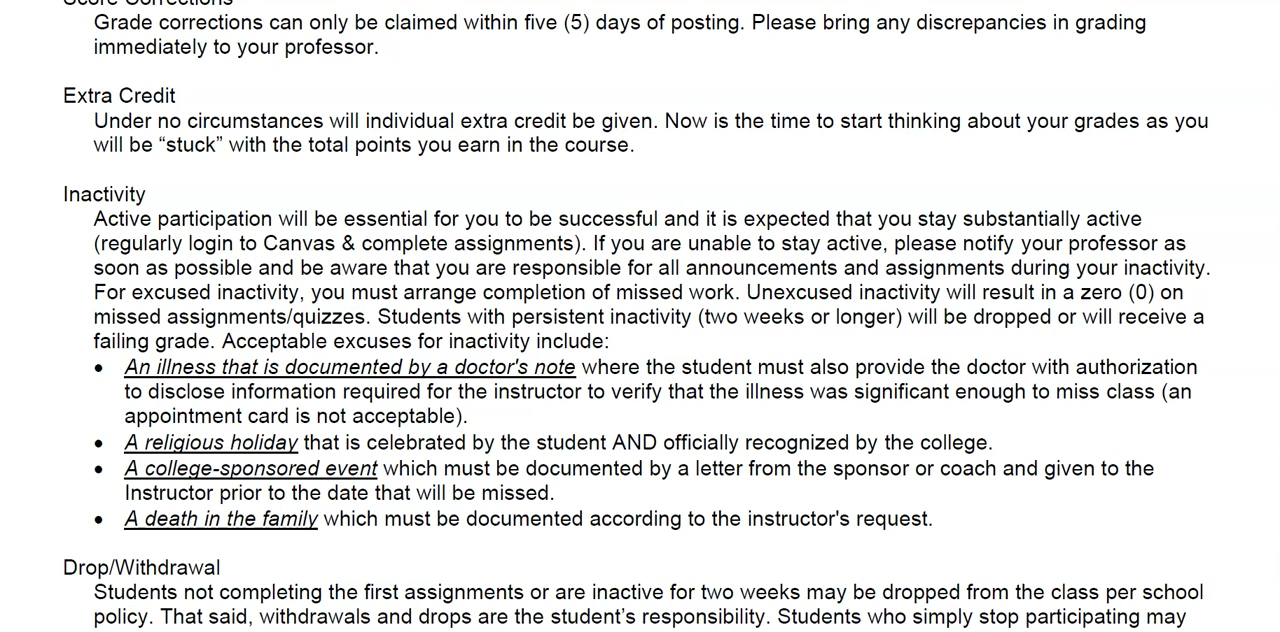 Score Corrections
Grade corrections can only be claimed within five (5) days of posting. Please bring any discrepancies in grading
immediately to your professor.
Extra Credit
Under no circumstances will individual extra credit be given. Now is the time to start thinking about your grades as you
will be “stuck” with the total points you earn in the course.
Inactivity
Active participation will be essential for you to be successful and it is expected that you stay substantially active
(regularly login to Canvas & complete assignments). If you are unable to stay active, please notify your professor as
soon as possible and be aware that you are responsible for all announcements and assignments during your inactivity.
For excused inactivity, you must arrange completion of missed work. Unexcused inactivity will result in a zero (0) on
missed assignments/quizzes. Students with persistent inactivity (two weeks or longer) will be dropped or will receive a
failing grade. Acceptable excuses for inactivity include:
• An illness that is documented by a doctor's note where the student must also provide the doctor with authorization
to disclose information required for the instructor to verify that the illness was significant enough to miss class (an
appointment card is not acceptable).
• A religious holiday that is celebrated by the student AND officially recognized by the college.
• A college-sponsored event which must be documented by a letter from the sponsor or coach and given to the
Instructor prior to the date that will be missed.
• A death in the family which must be documented according to the instructor's request.
Drop/Withdrawal
Students not completing the first assignments or are inactive for two weeks may be dropped from the class per school
policy. That said, withdrawals and drops are the student’s responsibility. Students who simply stop participating may